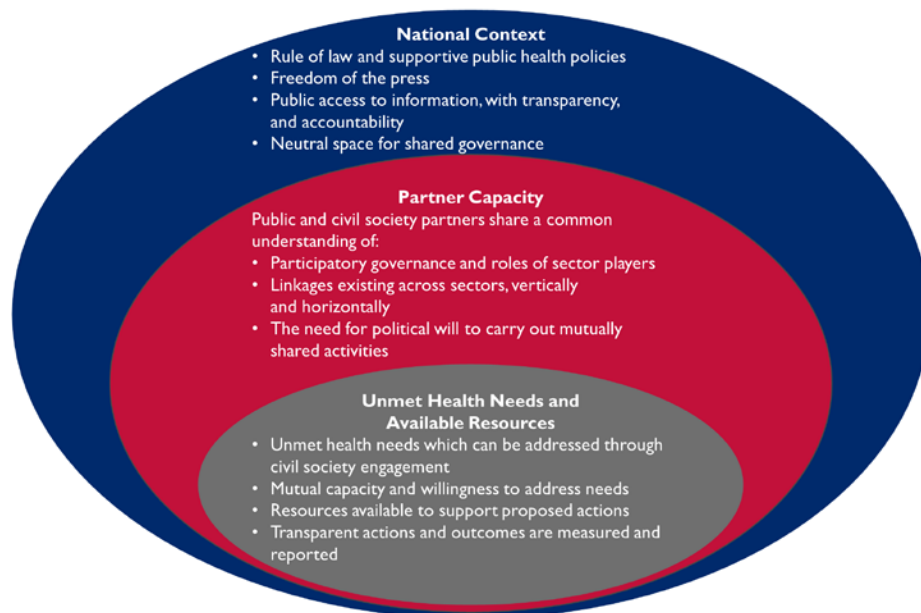 National Context
• Rule of law and supportive public health policies
• Freedom of the press
• Public access to information, with transparency,
and accountability
• Neutral space for shared governance
Partner Capacity
Public and civil society partners share a common
understanding of:
• Participatory governance and roles of sector players
• Linkages existing across sectors, vertically
and horizontally
• The need for political will to carry out mutually
shared activities
Unmet Health Needs and
Available Resources
• Unmet health needs which can be addressed through
civil society engagement
• Mutual capacity and willingness to address needs
• Resources available to support proposed actions
• Transparent actions and outcomes are measured and
reported